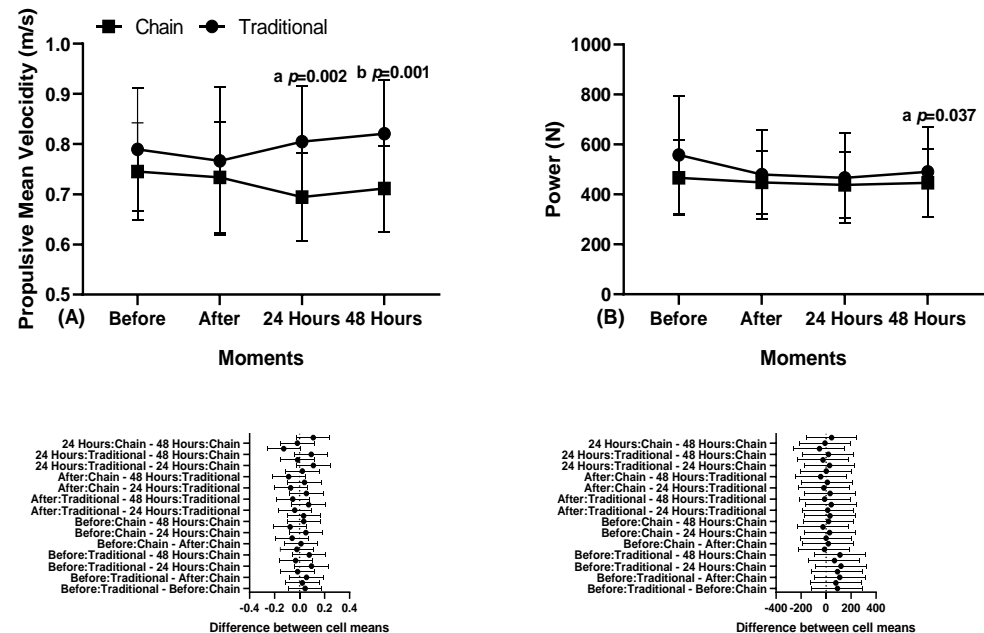 Chain Traditional
Propulsive Mean Velocidity (m/s)
1.0
0.9
0.8
0.7
0.6
0.5
a p=0.002 b p=0.001
(A)
Before After 24 Hours 48 Hours
Moments
Power (N)
1000
800
600
400
200
0
a p=0.037
(B)
Before After 24 Hours 48 Hours
Moments
24 Hours:Chain - 48 Hours:Chain
24 Hours:Traditional - 48 Hours:Chain
24 Hours:Traditional - 24 Hours:Chain
After:Chain - 48 Hours:Traditional
After:Chain - 24 Hours:Traditional
After:Traditional - 48 Hours:Traditional
After:Traditional - 24 Hours:Traditional
Before:Chain - 48 Hours:Chain
Before:Chain - 24 Hours:Chain
Before:Chain - After:Chain
Before:Traditional - 48 Hours:Chain
Before:Traditional - 24 Hours:Chain
Before:Traditional - After:Chain
Before:Traditional - Before:Chain
-0.4 -0.2 0.0 0.2 0.4
Difference between cell means
24 Hours:Chain - 48 Hours:Chain
24 Hours:Traditional - 48 Hours:Chain
24 Hours:Traditional - 24 Hours:Chain
After:Chain - 48 Hours:Traditional
After:Chain - 24 Hours:Traditional
After:Traditional - 48 Hours:Traditional
After:Traditional - 24 Hours:Traditional
Before:Chain - 48 Hours:Chain
Before:Chain - 24 Hours:Chain
Before:Chain - After:Chain
Before:Traditional - 48 Hours:Chain
Before:Traditional - 24 Hours:Chain
Before:Traditional - After:Chain
Before:Traditional - Before:Chain
-400 -200 0 200 400
Difference between cell means